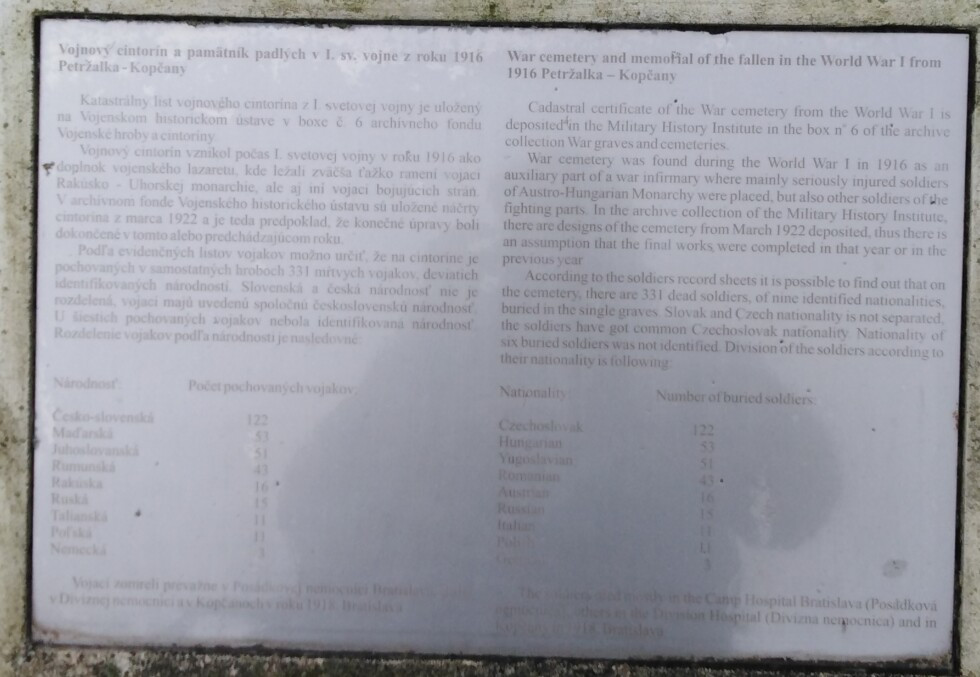 Vojnový cintorín a pamätník padlých v I. sv. vojne z roku 1916
Petržalka - Kopčany
Katastrálny list vojnového cintorína z I. svetovej vojny je uložený
na Vojenskom historickom ústave v boxe č. 6 archívneho fondu
Vojenské hroby a cintoríny.
Vojnový cintorín vznikol počas I. svetovej vojny v roku 1916 ako
doplnok vojenského lazaretu, kde ležali zväčša ťažko ranení vojaci
Rakúsko - Uhorskej monarchie, ale aj iní vojaci bojujúcich strán.
V archívnom fonde Vojenského historického ústavu sú uložené náčrty
cintorína z marca 1922 a je teda predpoklad, že konečné úpravy boli
dokončené v tomto alebo predchádzajúcom roku.
Podľa evidenčných listov vojakov možno určiť, že na cintoríne je
pochovaných v samostatných hroboch 331 mŕtvych vojakov, deviatich
identifikovaných národností. Slovenská a česká národnosť nie je
rozdelená, vojaci majú uvedenú spoločnú československú národnosť.
U šiestich pochovaných vojakov nebola identifikovaná národnosť.
Rozdelenie vojakov podľa národností je nasledovné:
Národnosť: Počet pochovaných vojakov:
Česko-slovenská 122
Maďarská 53
Juhoslovanská 51
Rumunská 43
Rakúska 16
Ruská 15
Talianská 11
Poľská 11
Nemecká 3
Vojaci zomreli prevažne v Posádkovej nemocnici Bratislava,
v Divíznej nemocnici a v Kopčanoch v roku 1918. Bratislava
War cemetery and memorial of the fallen in the World War I from
1916 Petržalka – Kopčany
Cadastral certificate of the War cemetery from the World War I is
deposited in the Military History Institute in the box n° 6 of the archive
collection War graves and cemeteries.
War cemetery was found during the World War I in 1916 as an
auxiliary part of a war infirmary where mainly seriously injured soldiers
of Austro-Hungarian Monarchy were placed, but also other soldiers of the
fighting parts. In the archive collection of the Military History Institute,
there are designs of the cemetery from March 1922 deposited, thus there is
an assumption that the final works were completed in that year or in the
previous year
According to the soldiers record sheets it is possible to find out that on
the cemetery, there are 331 dead soldiers, of nine identified nationalities,
buried in the single graves. Slovak and Czech nationality is not separated,
the soldiers have got common Czechoslovak nationality. Nationality of
six buried soldiers was not identified. Division of the soldiers according to
their nationality is following:
Nationality: Number of buried soldiers:
Czechoslovak 122
Hungarian 53
Yugoslavian 51
Romanian 43
Austrian 16
Russian 15
Italian 11
Polish 11
3
The soldiers died mostly in the Camp Hospital Bratislava (Posádková
nemocnica), others in the Division Hospital (Divízna nemocnica) and in
Kopčany in 1918. Bratislava